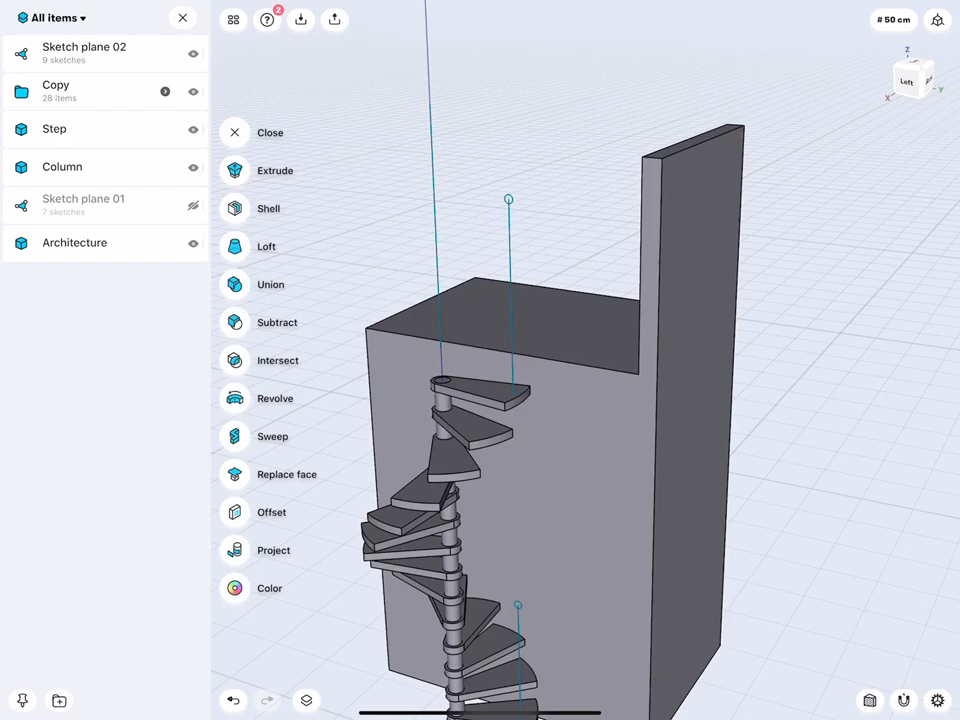 All items
Sketch plane 02
9 sketches
Copy
28 items
Step
Column
Sketch plane 01
7 sketches
Architecture
2
# 50 cm
Z
Left
X
y
Close
Extrude
Shell
Loft
Union
Subtract
Intersect
Revolve
Sweep
Replace face
Offset
Project
Color